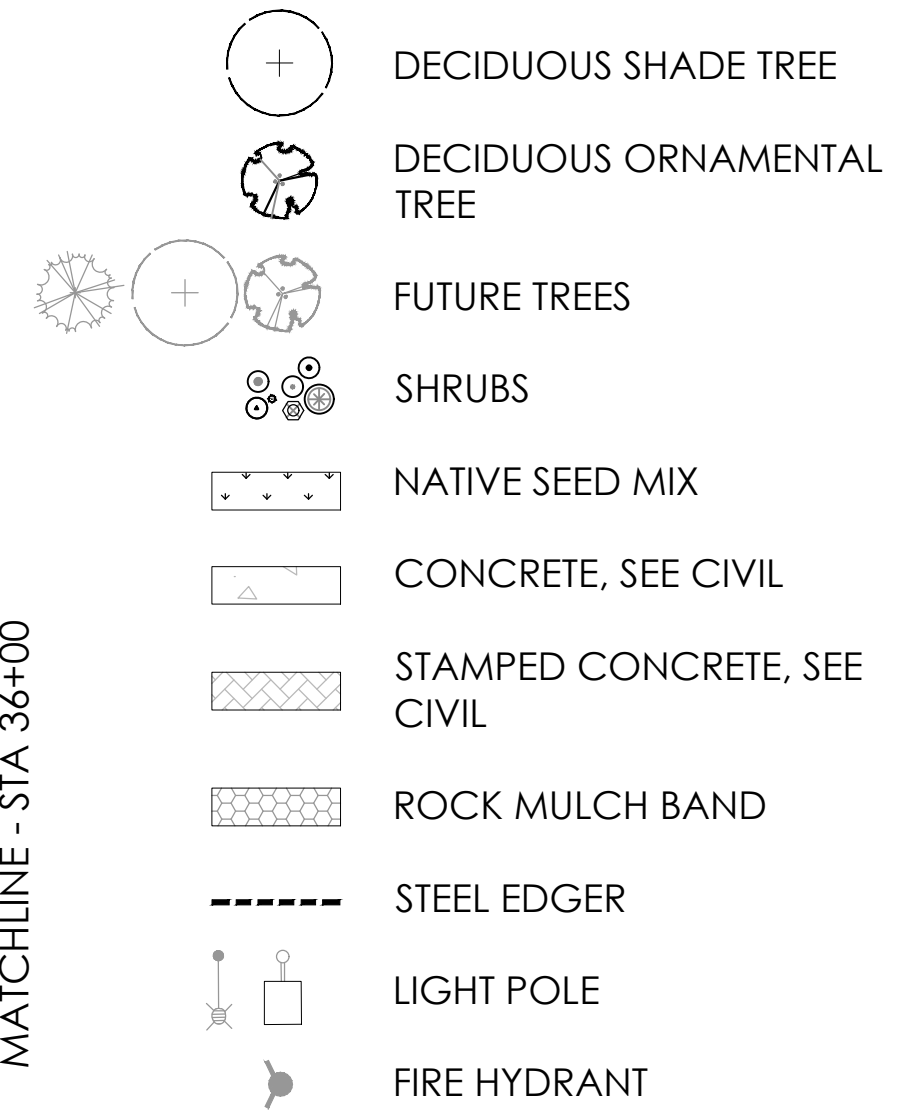 DECIDUOUS SHADE TREE
DECIDUOUS ORNAMENTAL
TREE
FUTURE TREES
SHRUBS
NATIVE SEED MIX
CONCRETE, SEE CIVIL
STAMPED CONCRETE, SEE
CIVIL
ROCK MULCH BAND
STEEL EDGER
LIGHT POLE
FIRE HYDRANT
MATCHLINE - STA 36+00